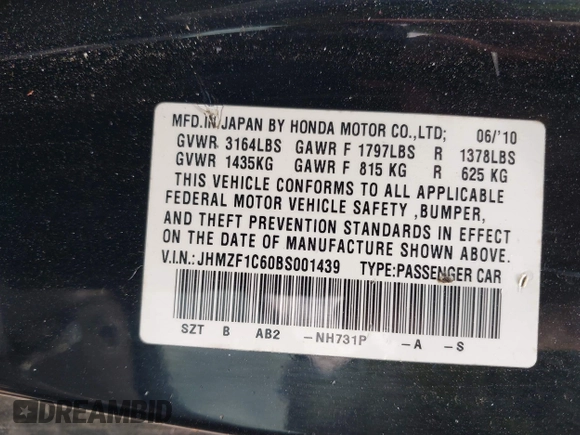 MFD.IN JAPAN BY HONDA MOTOR CO.,LTD; 06/'10
GVWR 3164LBS GAWR F 1797LBS R 1378LBS
GVWR 1435KG GAWR F 815 KG R 625 KG
THIS VEHICLE CONFORMS TO ALL APPLICABLE
FEDERAL MOTOR VEHICLE SAFETY ,BUMPER,
AND THEFT PREVENTION STANDARDS IN EFFECT
ON THE DATE OF MANUFACTURE SHOWN ABOVE.
V.I.N.: JHMZF1C60BS001439 TYPE:PASSENGER CAR
SZT B AB2 -NH731P -A -S
DREAMBID